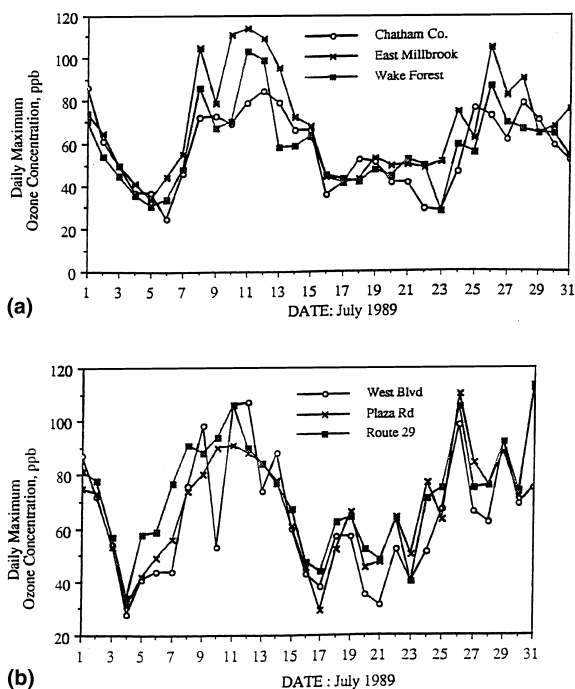 120
100
80
60
40
20
0
Daily Maximum
Ozone Concentration, ppb
Chatham Co.
East Millbrook
Wake Forest
1 3 5 7 9 11 13 15 17 19 21 23 25 27 29 31
(a)
DATE: July 1989
120
100
80
60
40
20
Daily Maximum
Ozone Concentration, ppb
West Blvd
Plaza Rd
Route 29
1 3 5 7 9 11 13 15 17 19 21 23 25 27 29 31
(b)
DATE : July 1989